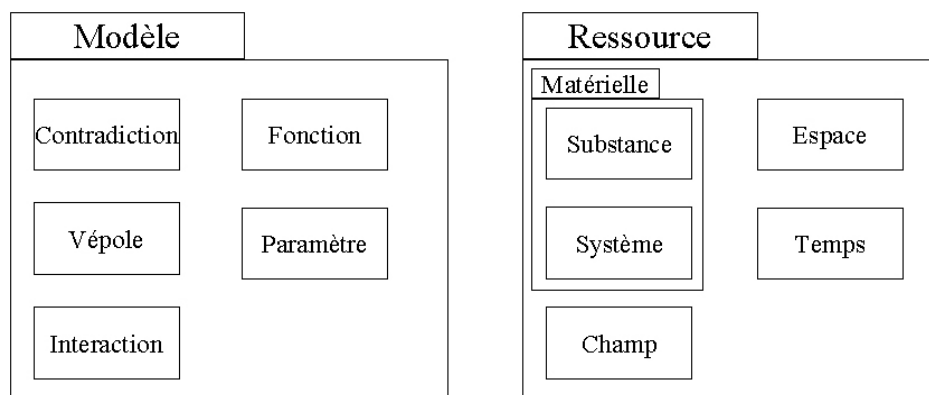 Modèle
Contradiction
Fonction
Vépole
Paramètre
Interaction
Ressource
Matérielle
Substance
Espace
Système
Temps
Champ